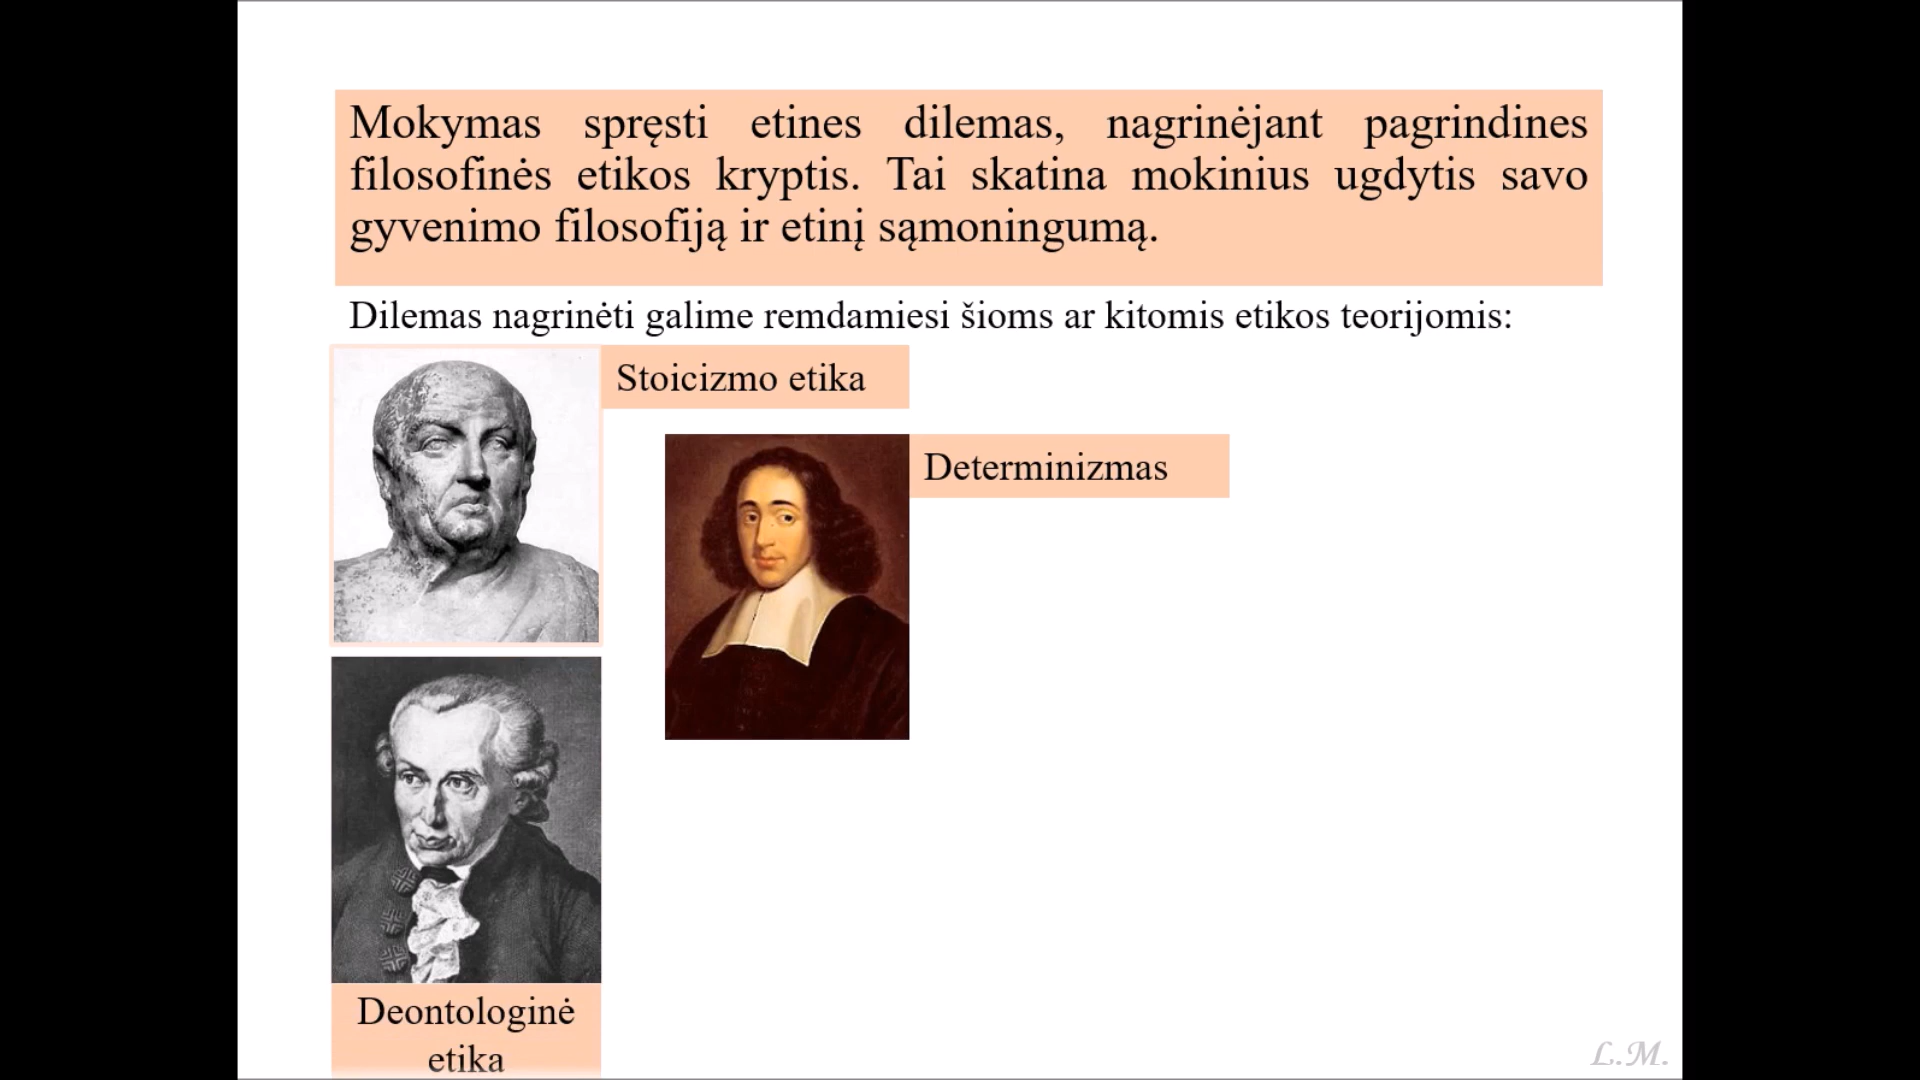 Mokymas spręsti etines dilemas, nagrinėjant pagrindines
filosofinės etikos kryptis. Tai skatina mokinius ugdytis savo
gyvenimo filosofiją ir etinį sąmoningumą.
Dilemas nagrinėti galime remdamiesi šioms ar kitomis etikos teorijomis:
Stoicizmo etika
Determinizmas
Deontologinė
etika
L.M.